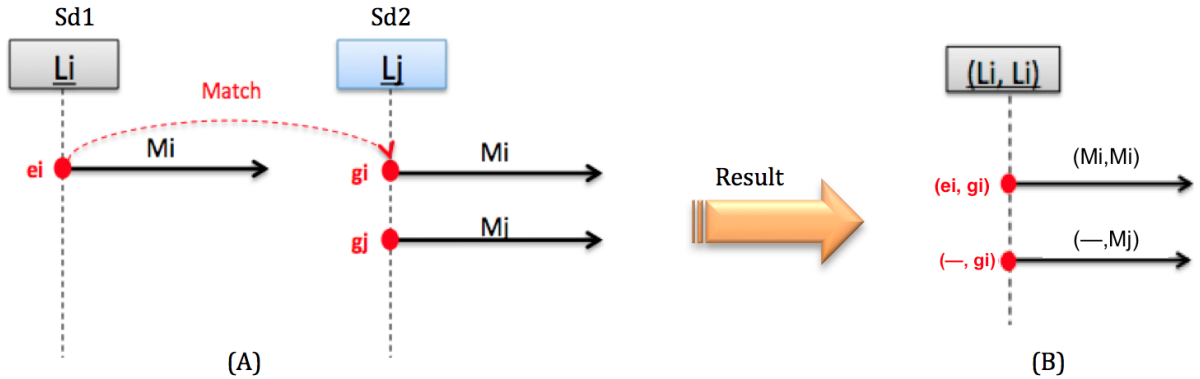 Sd1
Sd2
Li
Lj
(Li, Li)
Match
ei
Mi
gi
Mi
gj
Mj
Result
(ei, gi)
(Mi,Mi)
(—, gi)
(—,Mj)
(A)
(B)